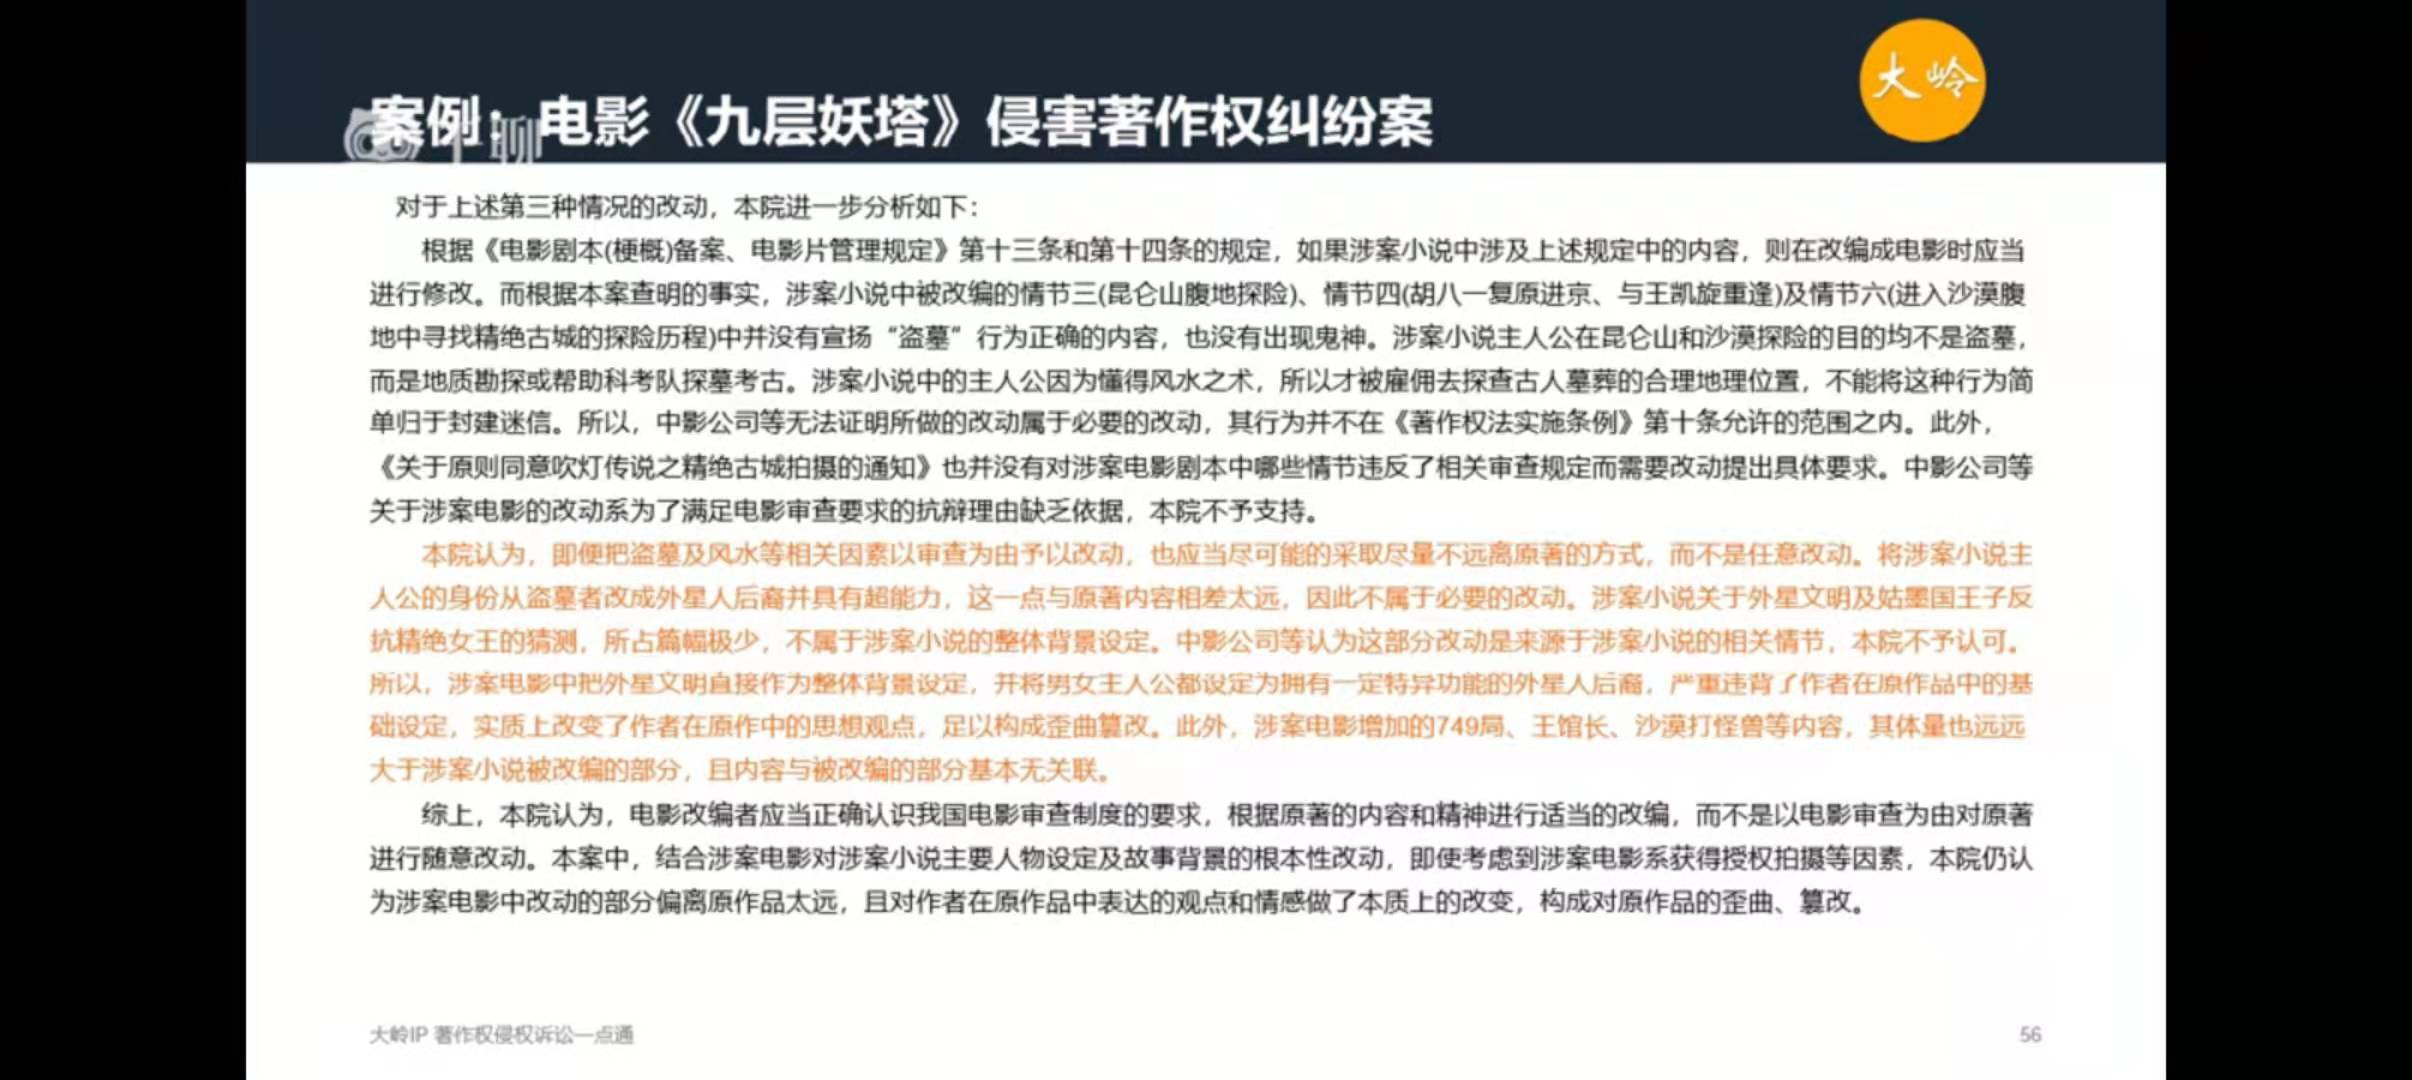 案例：电影《九层妖塔》侵害著作权纠纷案
大岭
千聊
对于上述第三种情况的改动，本院进一步分析如下：
根据《电影剧本(梗概)备案、电影片管理规定》第十三条和第十四条的规定，如果涉案小说中涉及上述规定中的内容，则在改编成电影时应当
进行修改。而根据本案查明的事实，涉案小说中被改编的情节三(昆仑山腹地探险)、情节四(胡八一复原进京、与王凯旋重逢)及情节六(进入沙漠腹
地中寻找精绝古城的探险历程)中并没有宣扬“盗墓”行为正确的内容，也没有出现鬼神。涉案小说主人公在昆仑山和沙漠探险的目的均不是盗墓，
而是地质勘探或帮助科考队探墓考古。涉案小说中的主人公因为懂得风水之术，所以才被雇佣去探查古人墓葬的合理地理位置，不能将这种行为简
单归于封建迷信。所以，中影公司等无法证明所做的改动属于必要的改动，其行为并不在《著作权法实施条例》第十条允许的范围之内。此外，
《关于原则同意吹灯传说之精绝古城拍摄的通知》也并没有对涉案电影剧本中哪些情节违反了相关审查规定而需要改动提出具体要求。中影公司等
关于涉案电影的改动系为了满足电影审查要求的抗辩理由缺乏依据，本院不予支持。
本院认为，即便把盗墓及风水等相关因素以审查为由予以改动，也应当尽可能的采取尽量不远离原著的方式，而不是任意改动。将涉案小说主
人公的身份从盗墓者改成外星人后裔并具有超能力，这一点与原著内容相差太远，因此不属于必要的改动。涉案小说关于外星文明及姑墨国王子反
抗精绝女王的猜测，所占篇幅极少，不属于涉案小说的整体背景设定。中影公司等认为这部分改动是来源于涉案小说的相关情节，本院不予认可。
所以，涉案电影中把外星文明直接作为整体背景设定，并将男女主人公都设定为拥有一定特异功能的外星人后裔，严重违背了作者在原作品中的基
础设定，实质上改变了作者在原作中的思想观点，足以构成歪曲篡改。此外，涉案电影增加的749局、王馆长、沙漠打怪兽等内容，其体量也远远
大于涉案小说被改编的部分，且内容与被改编的部分基本无关联。
综上，本院认为，电影改编者应当正确认识我国电影审查制度的要求，根据原著的内容和精神进行适当的改编，而不是以电影审查为由对原著
进行随意改动。本案中，结合涉案电影对涉案小说主要人物设定及故事背景的根本性改动，即使考虑到涉案电影系获得授权拍摄等因素，本院仍认
为涉案电影中改动的部分偏离原作品太远，且对作者在原作品中表达的观点和情感做了本质上的改变，构成对原作品的歪曲、篡改。
大岭IP 著作权侵权诉讼一点通
56